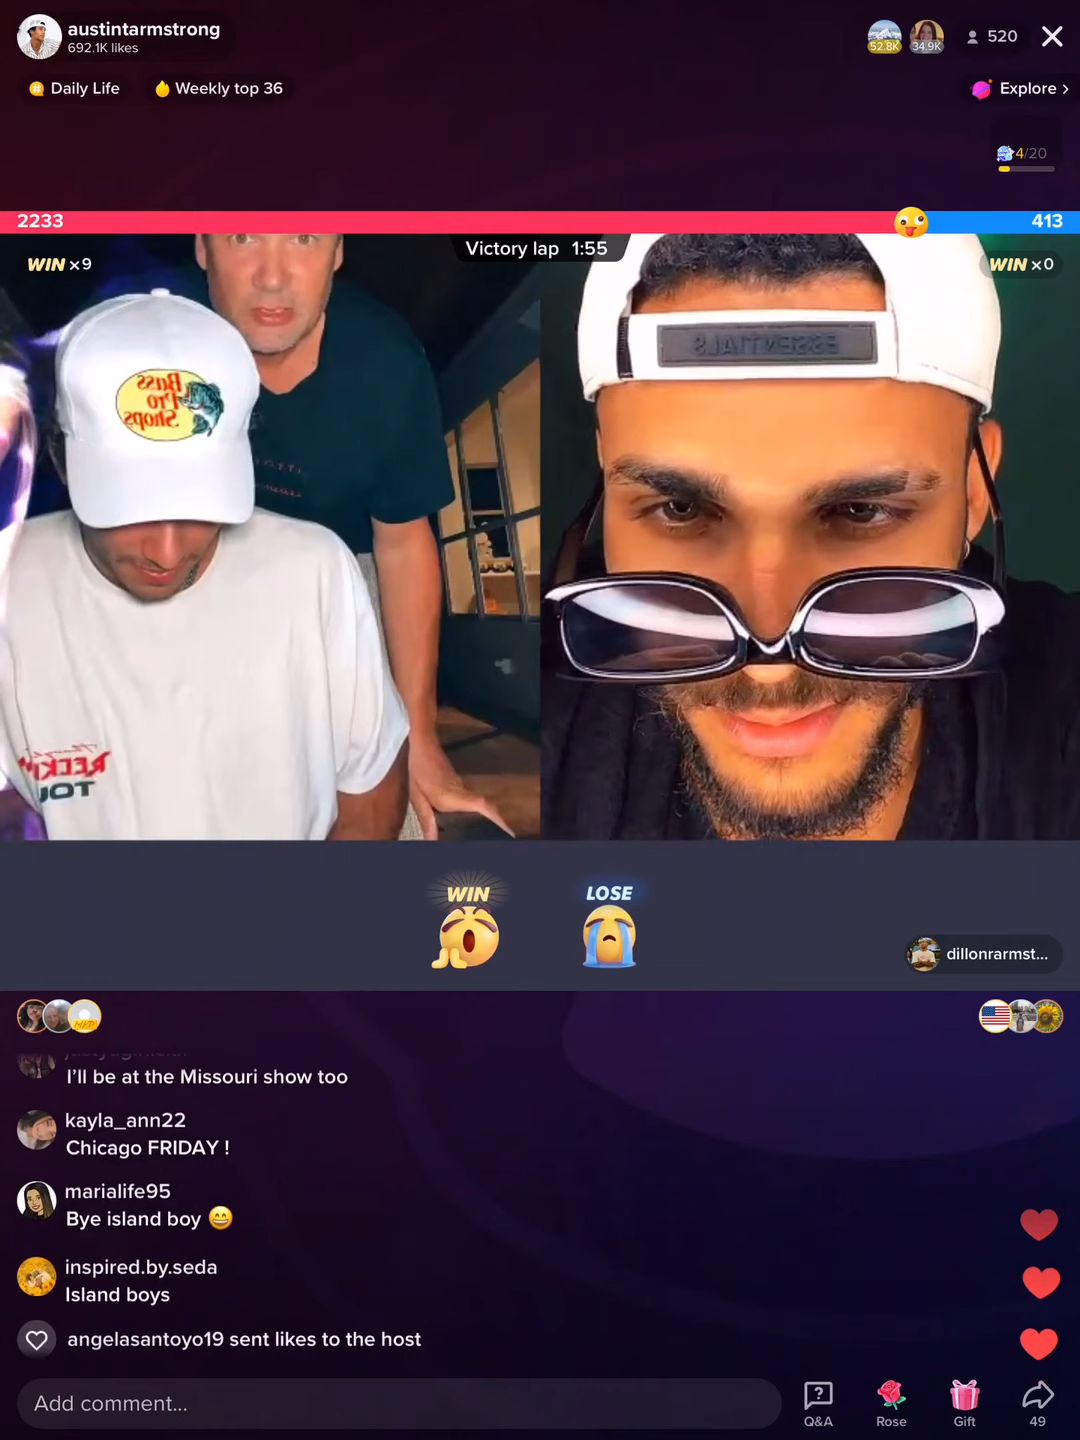 austintarmstrong
692.1K likes
52.8K
34.9K
520
Daily Life
Weekly top 36
Explore >
4/20
2233
413
Victory lap 1:55
WIN x9
WIN x0
ESSENTIALS
Bass
Pro
Shops
WIN
LOSE
dillonrarmst...
I'll be at the Missouri show too
kayla_ann22
Chicago FRIDAY !
marialife95
Bye island boy 😄
inspired.by.seda
Island boys
angelasantoyo19 sent likes to the host
Add comment...
Q&A
Rose
Gift
49